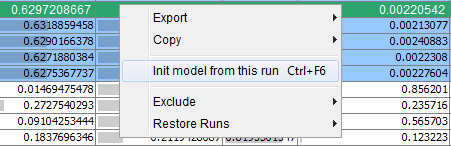 0.6297208667 0.00220542
0.6318859458 Export 0.00213077
0.6290166378 Copy 0.00240883
0.6271880384 0.0022308
0.6275367737 Init model from this run Ctrl+F6 0.00227604
0.01469475478 0.856201
0.2727540293 Exclude 0.235716
0.09104254344 Restore Runs 0.565703
0.1837696346 0.123223